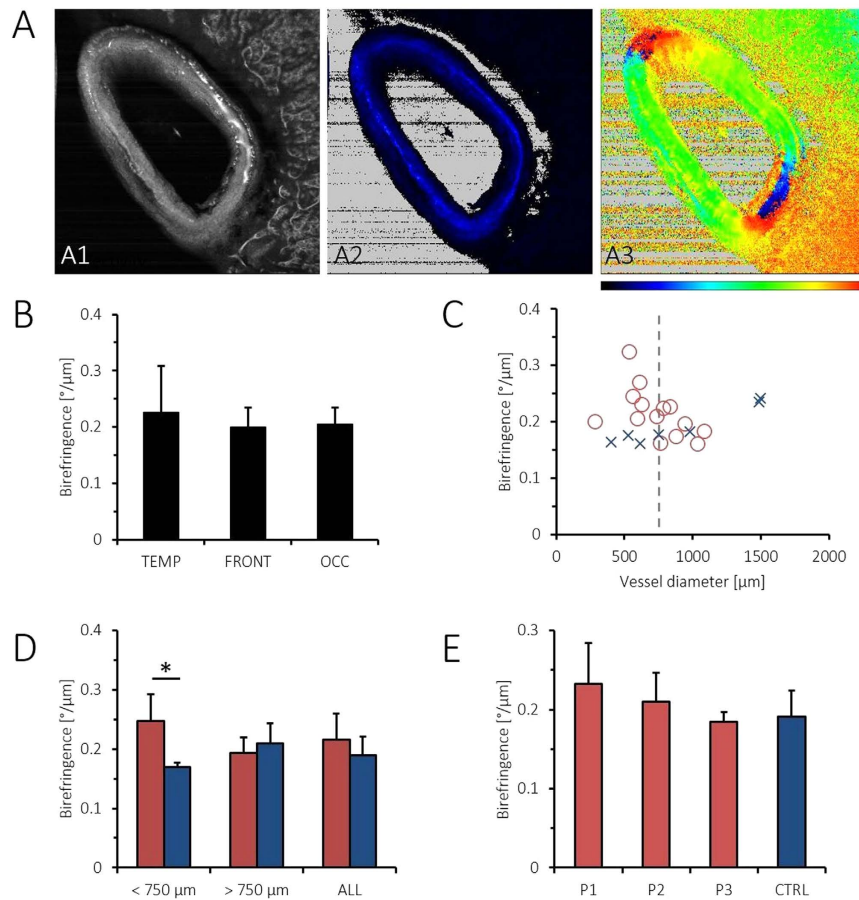 A
A1
A2
A3
B
Birefringence [°/µm]
0.4
0.3
0.2
0.1
0
TEMP FRONT OCC
C
Birefringence [°/µm]
0.4
0.3
0.2
0.1
0
0 500 1000 1500 2000
Vessel diameter [µm]
D
Birefringence [°/µm]
0.4
0.3
0.2
0.1
0
*
< 750 µm > 750 µm ALL
E
Birefringence [°/µm]
0.3
0.2
0.1
0
P1 P2 P3 CTRL